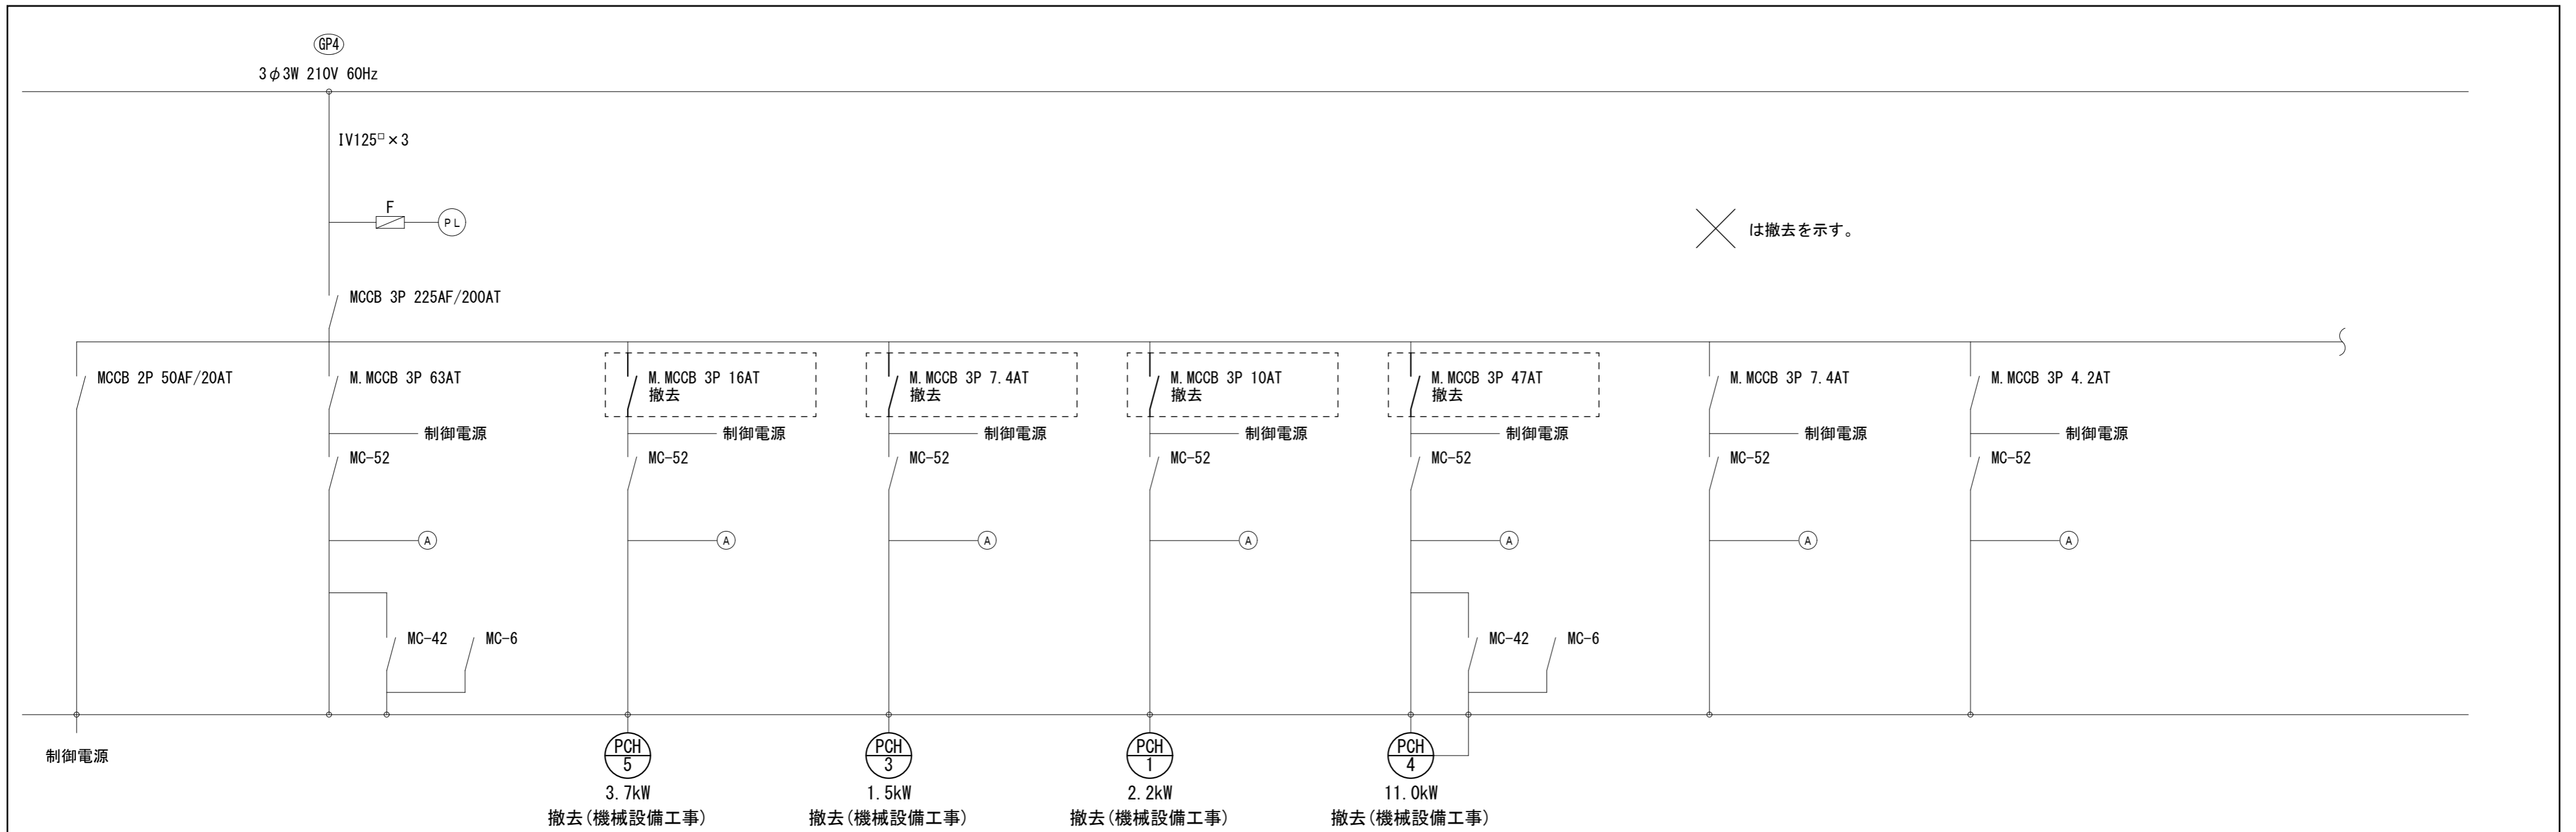 GP4
3φ3W 210V 60Hz
IV125□×3
F
PL
は撤去を示す。
MCCB 3P 225AF/200AT
MCCB 2P 50AF/20AT
M.MCCB 3P 63AT
M.MCCB 3P 16AT
撤去
M.MCCB 3P 7.4AT
撤去
M.MCCB 3P 10AT
撤去
M.MCCB 3P 47AT
撤去
M.MCCB 3P 7.4AT
M.MCCB 3P 4.2AT
制御電源
制御電源
制御電源
制御電源
制御電源
制御電源
制御電源
MC-52
MC-52
MC-52
MC-52
MC-52
MC-52
MC-52
A
A
A
A
A
A
A
MC-42
MC-6
MC-42
MC-6
制御電源
PCH
5
3.7kW
撤去(機械設備工事)
PCH
3
1.5kW
撤去(機械設備工事)
PCH
1
2.2kW
撤去(機械設備工事)
PCH
4
11.0kW
撤去(機械設備工事)